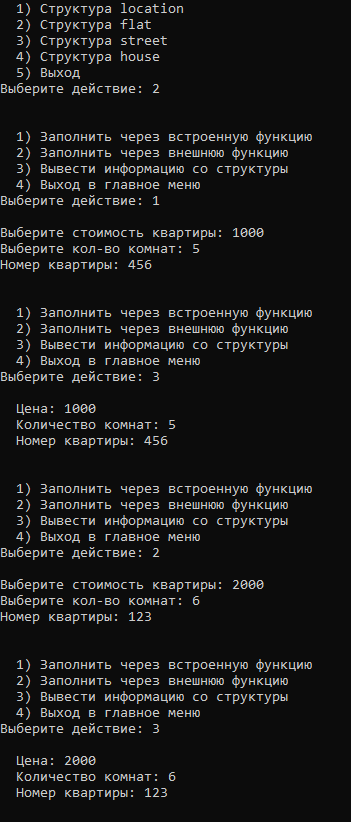 1) Структура location
2) Структура flat
3) Структура street
4) Структура house
5) Выход
Выберите действие: 2
1) Заполнить через встроенную функцию
2) Заполнить через внешнюю функцию
3) Вывести информацию со структуры
4) Выход в главное меню
Выберите действие: 1
Выберите стоимость квартиры: 1000
Выберите кол-во комнат: 5
Номер квартиры: 456
1) Заполнить через встроенную функцию
2) Заполнить через внешнюю функцию
3) Вывести информацию со структуры
4) Выход в главное меню
Выберите действие: 3
Цена: 1000
Количество комнат: 5
Номер квартиры: 456
1) Заполнить через встроенную функцию
2) Заполнить через внешнюю функцию
3) Вывести информацию со структуры
4) Выход в главное меню
Выберите действие: 2
Выберите стоимость квартиры: 2000
Выберите кол-во комнат: 6
Номер квартиры: 123
1) Заполнить через встроенную функцию
2) Заполнить через внешнюю функцию
3) Вывести информацию со структуры
4) Выход в главное меню
Выберите действие: 3
Цена: 2000
Количество комнат: 6
Номер квартиры: 123